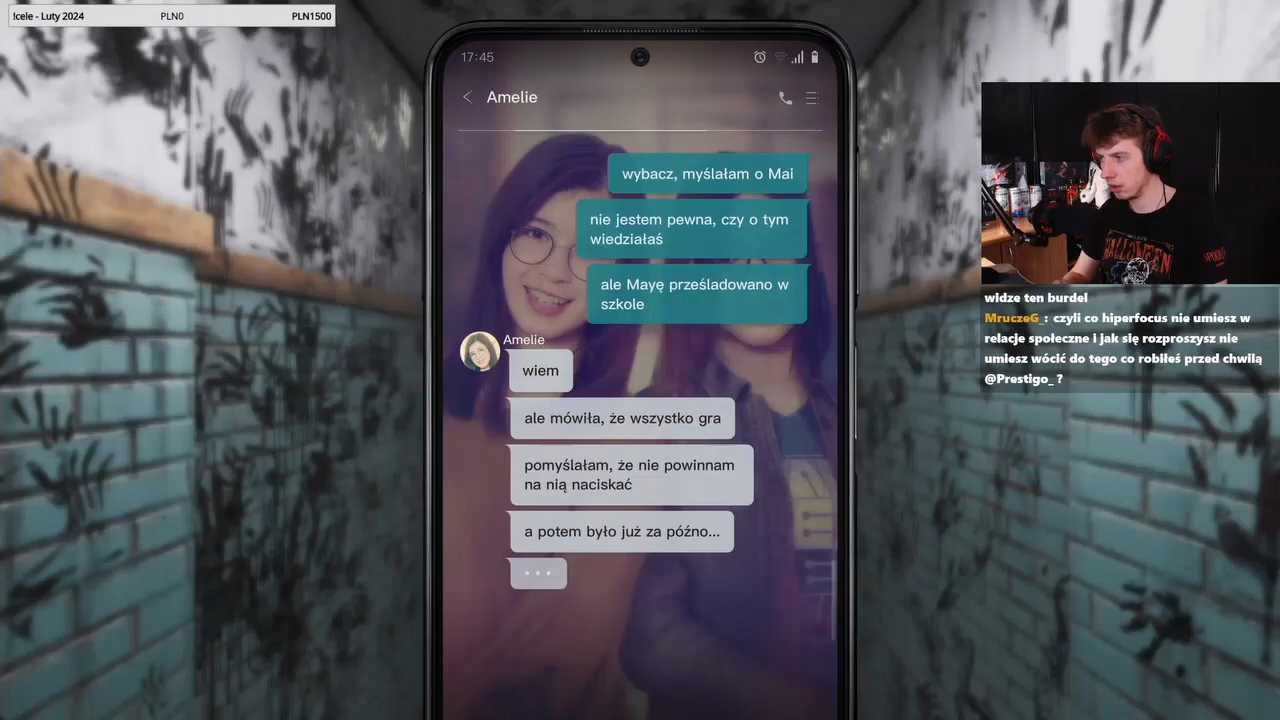 !cele - Luty 2024 PLN0 PLN1500
17:45
Amelie
wybacz, myślałam o Mai
nie jestem pewna, czy o tym
wiedziałaś
ale Mayę prześladowano w
szkole
Amelie
wiem
ale mówiła, że wszystko gra
pomyślałam, że nie powinnam
na nią naciskać
a potem było już za późno...
HALLOWEEN
widze ten burdel
MruczeG_: czyli co hiperfocus nie umiesz w
relacje społeczne i jak się rozproszysz nie
umiesz wócić do tego co robiłeś przed chwilą
@Prestigo_ ?